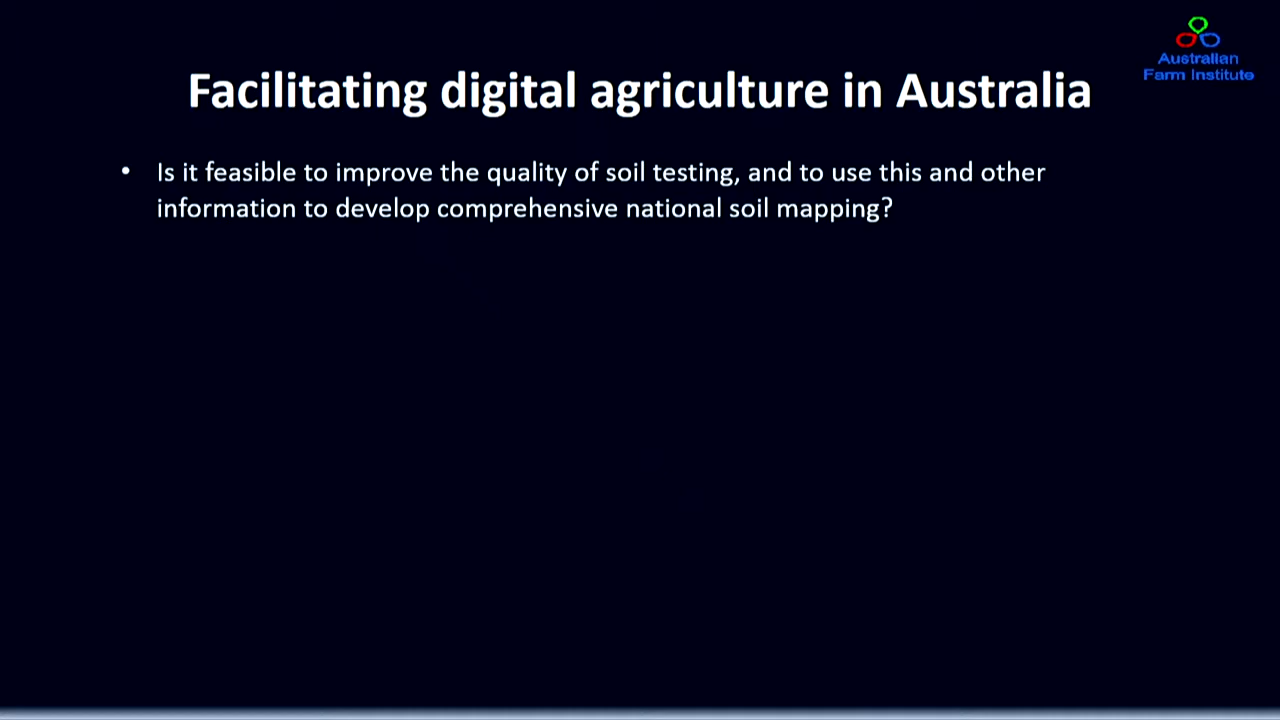 Australian
Farm Institute
Facilitating digital agriculture in Australia
• Is it feasible to improve the quality of soil testing, and to use this and other
information to develop comprehensive national soil mapping?